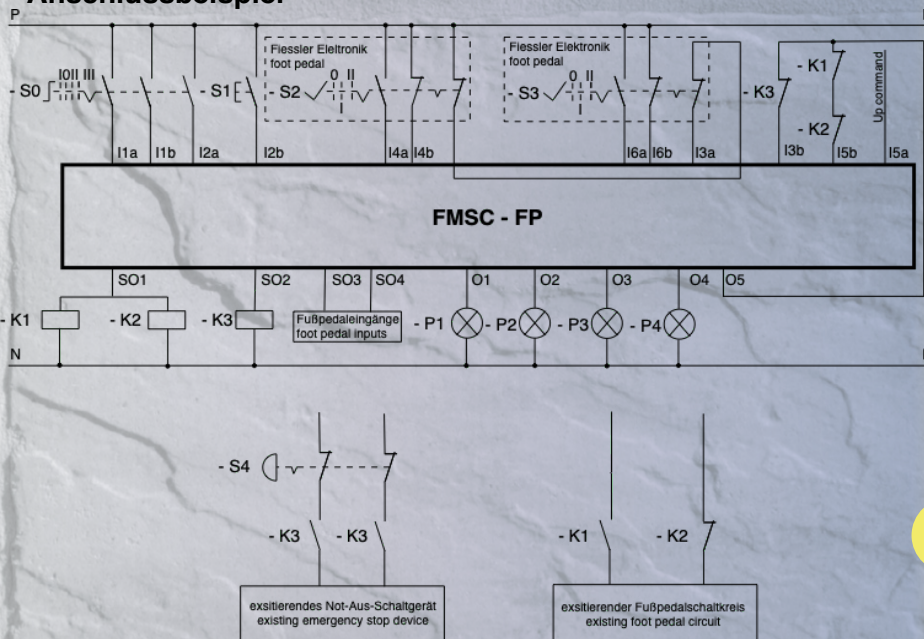 Anschlussbeispiel
P
Fiessler Eleltronik
foot pedal
Fiessler Elektronik
foot pedal
I0II III
0 II
I
0 II
I
- S0
- S1
- S2
- S3
- K3
- K1
- K2
Up command
I1a
I1b
I2a
I2b
I4a
I4b
I6a
I6b
I3a
I3b
I5b
I5a
FMSC - FP
SO1
SO2
SO3
SO4
O1
O2
O3
O4
O5
- K1
- K2
- K3
Fußpedaleingänge
foot pedal inputs
- P1
- P2
- P3
- P4
N
- S4
- K3
- K3
- K1
- K2
exsitierendes Not-Aus-Schaltgerät
existing emergency stop device
exsitierender Fußpedalschaltkreis
existing foot pedal circuit